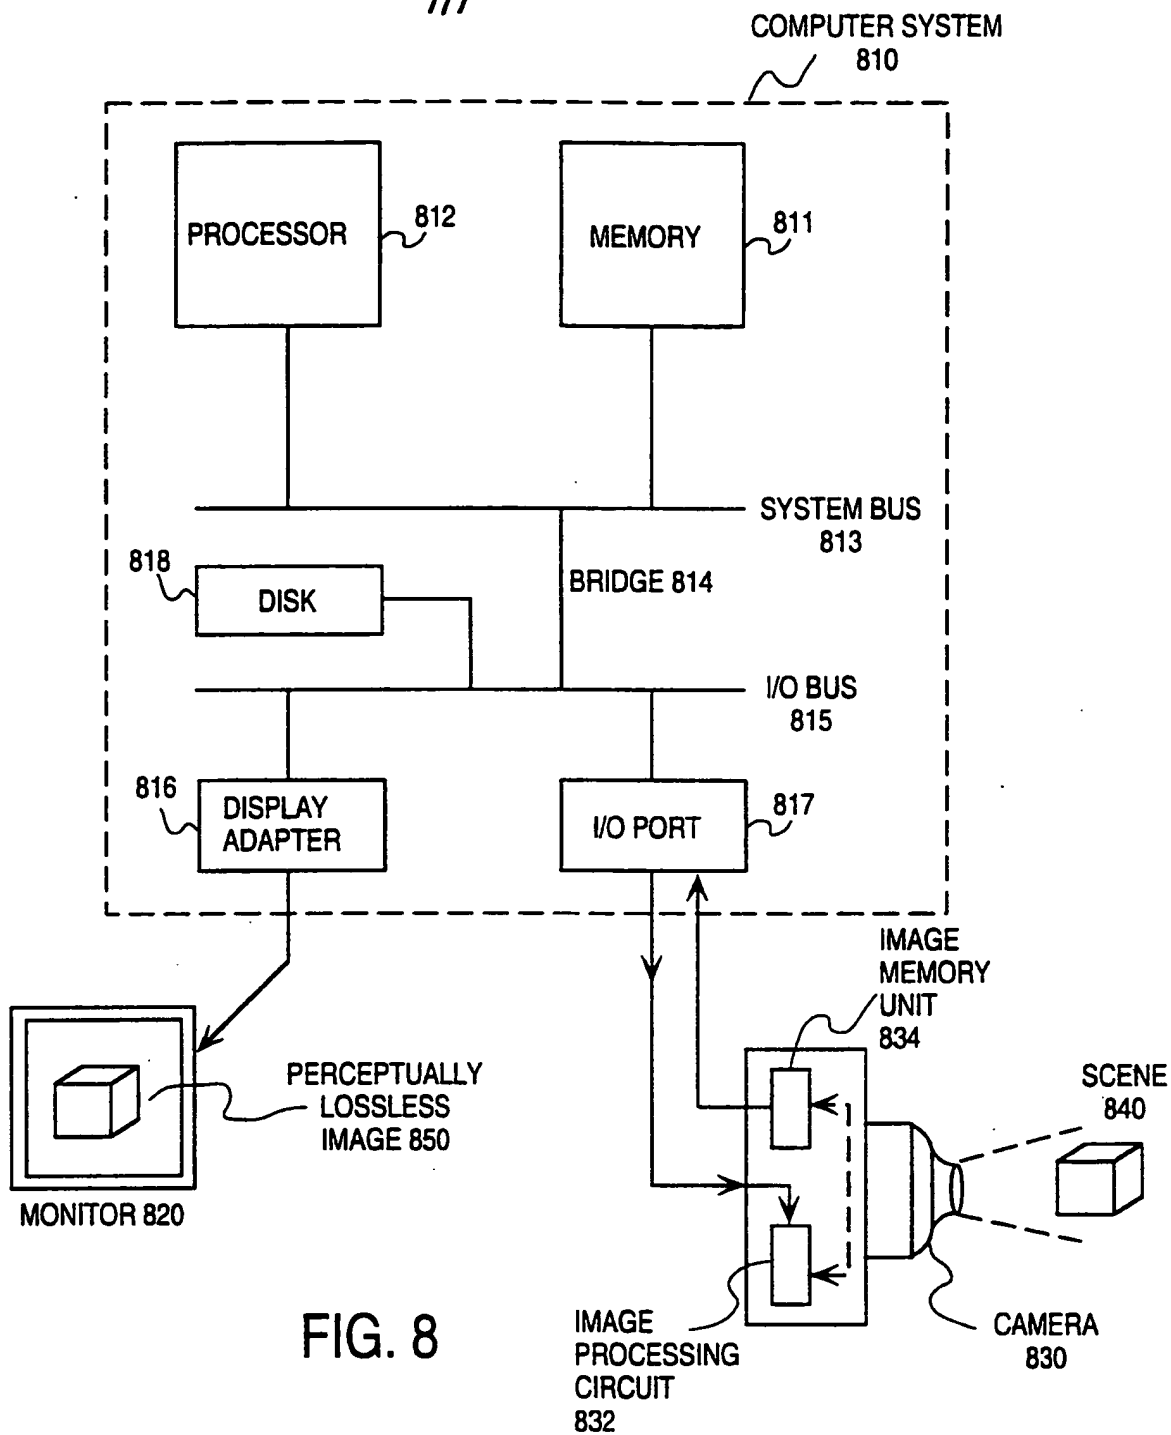 COMPUTER SYSTEM
810
PROCESSOR
812
MEMORY
811
SYSTEM BUS
813
818
DISK
BRIDGE 814
I/O BUS
815
816
DISPLAY
ADAPTER
I/O PORT
817
IMAGE
MEMORY
UNIT
834
SCENE
840
PERCEPTUALLY
LOSSLESS
IMAGE 850
MONITOR 820
FIG. 8
IMAGE
PROCESSING
CIRCUIT
832
CAMERA
830